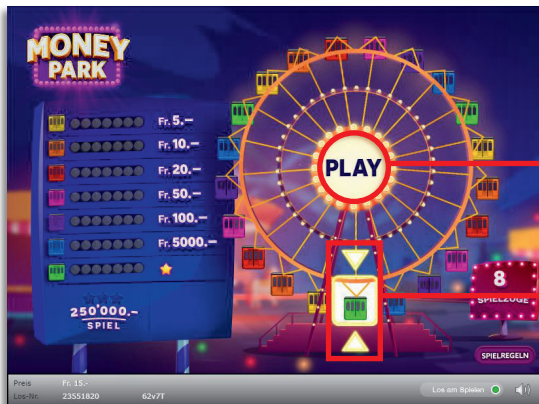 MONEY
PARK
Fr. 5.–
Fr. 10.–
Fr. 20.–
Fr. 50.–
Fr. 100.–
Fr. 5000.–
250'000.–
SPIEL
PLAY
8
SPIELZÜGE
SPIELREGELN
Preis Fr. 15.-
Los-Nr. 23551820 62v7T
Los am Spielen